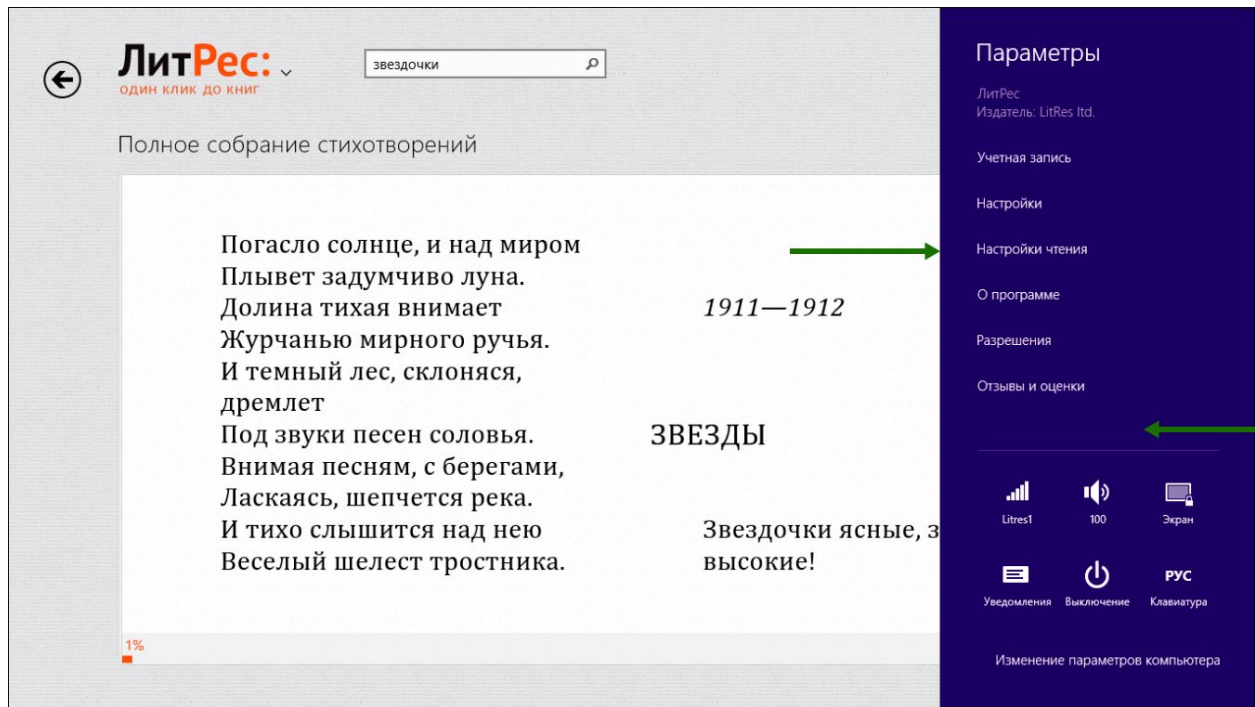 ЛитРес:
один клик до книг
звездочки
Полное собрание стихотворений
Погасло солнце, и над миром
Плывет задумчиво луна.
Долина тихая внимает
Журчанью мирного ручья.
И темный лес, склоняся,
дремлет
Под звуки песен соловья.
Внимая песням, с берегами,
Ласкаясь, шепчется река.
И тихо слышится над нею
Веселый шелест тростника.
1911—1912
ЗВЕЗДЫ
Звездочки ясные, з
высокие!
1%
Параметры
ЛитРес
Издатель: LitRes ltd.
Учетная запись
Настройки
Настройки чтения
О программе
Разрешения
Отзывы и оценки
Litres1
100
Экран
Уведомления
Выключение
РУС
Клавиатура
Изменение параметров компьютера